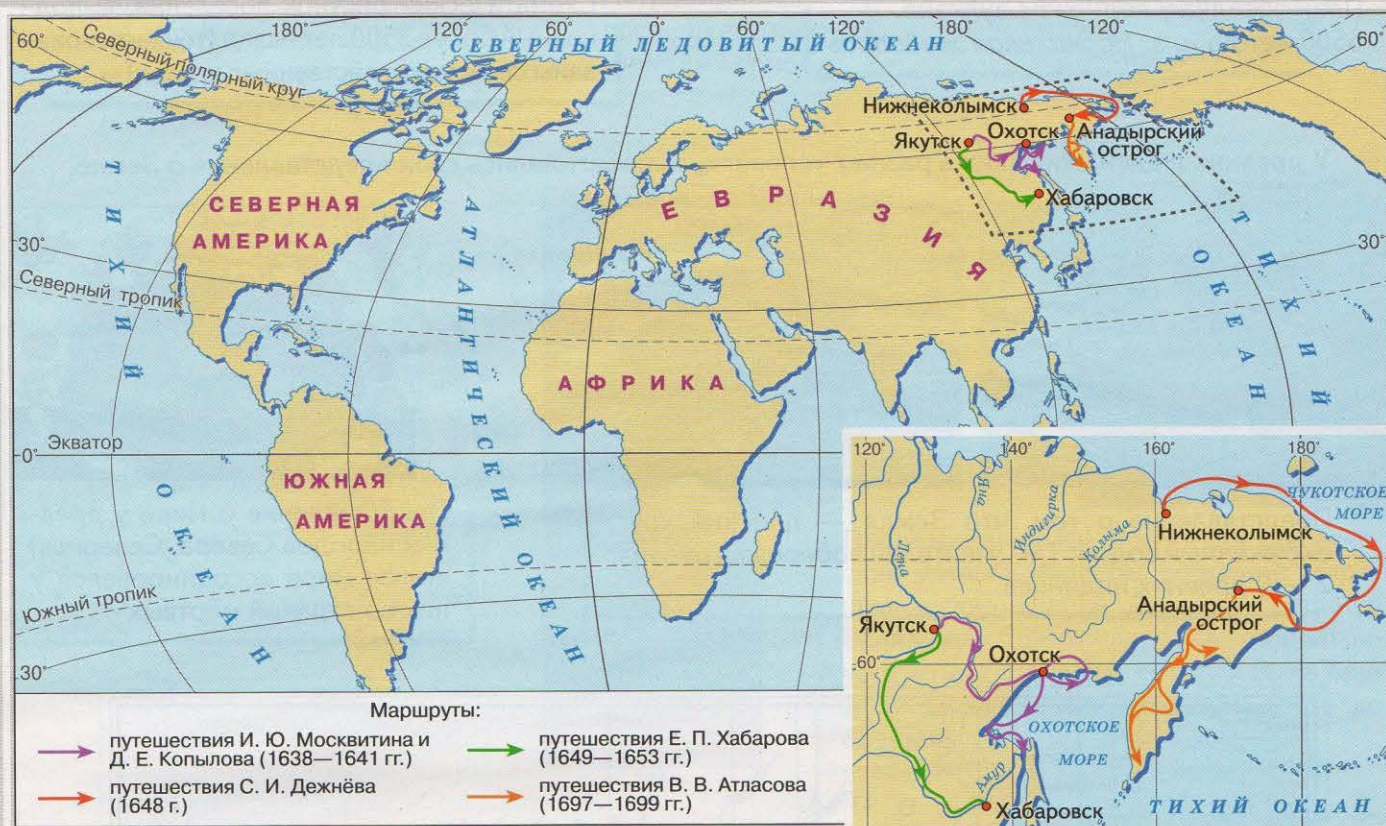 180° 120° 60° 0° 60° 120° 150° 180° 120°
60° 60°
СЕВЕРНЫЙ ЛЕДОВИТЫЙ ОКЕАН
Северный полярный круг
Нижнеколымск
Охотск
Анадырский
острог
Якутск
Хабаровск
СЕВЕРНАЯ
АМЕРИКА
ЕВРАЗИЯ
ТИХИЙ
ОКЕАН
АТЛАНТИЧЕСКИЙ
ОКЕАН
ТИХИЙ
ОКЕАН
30° 30°
Северный тропик
АФРИКА
Экватор
0°
ЮЖНАЯ
АМЕРИКА
Южный тропик
30°
120° 140° 160° 180°
Лена
Яна
Индигирка
Колыма
ЧУКОТСКОЕ
МОРЕ
Нижнеколымск
Анадырский
острог
Якутск
Охотск
60°
ОХОТСКОЕ
МОРЕ
Амур
Хабаровск
ТИХИЙ ОКЕАН
Маршруты:
путешествия И. Ю. Москвитина и
Д. Е. Копылова (1638—1641 гг.)
путешествия С. И. Дежнёва
(1648 г.)
путешествия Е. П. Хабарова
(1649—1653 гг.)
путешествия В. В. Атласова
(1697—1699 гг.)